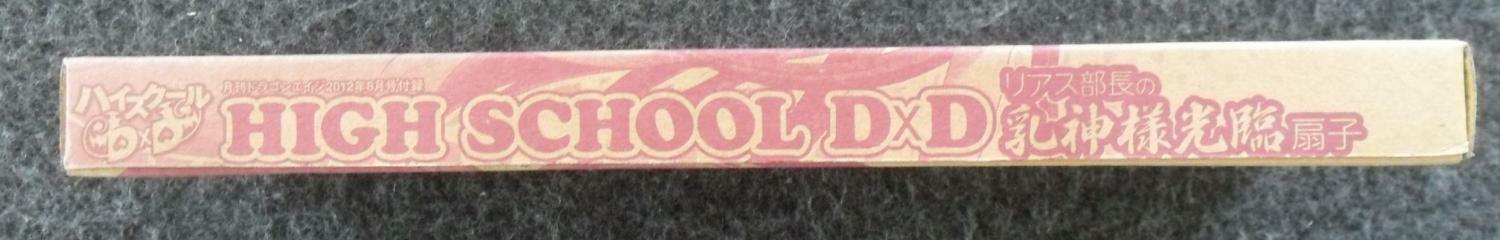 ハイスクール
D×D
月刊ドラゴンエイジ2012年6月号付録
HIGH SCHOOL D×D
リアス部長の
乳神様光臨扇子